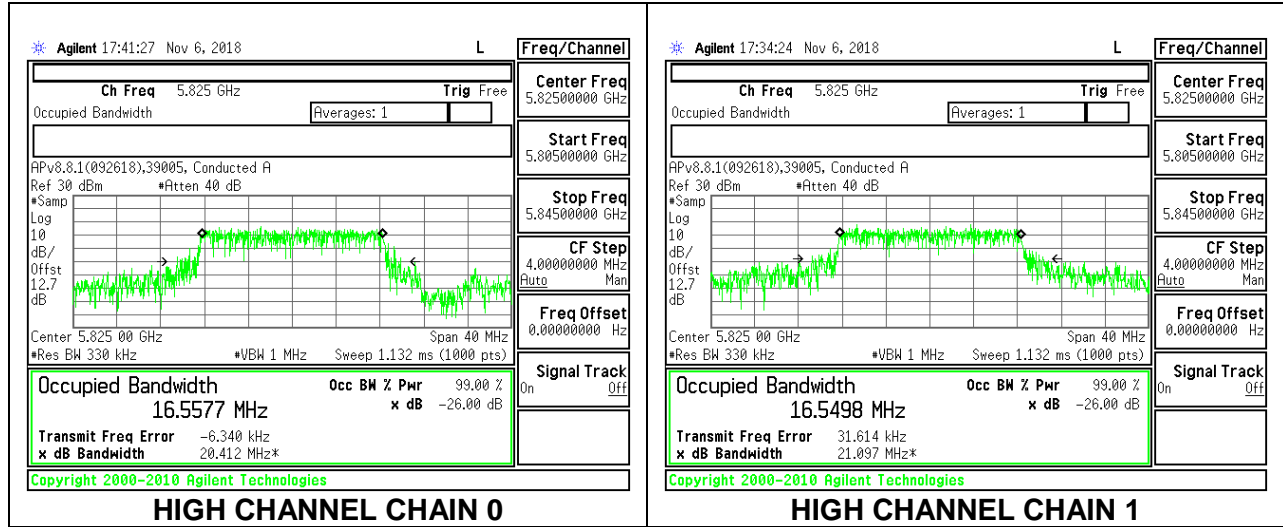 Agilent 17:41:27 Nov 6, 2018 L
Freq/Channel
Ch Freq 5.825 GHz Trig Free
Occupied Bandwidth Averages: 1
Center Freq
5.82500000 GHz
Start Freq
5.80500000 GHz
APv8.8.1(092618),39005, Conducted A
Ref 30 dBm #Atten 40 dB
#Samp
Log
10
dB/
Offst
12.7
dB
Stop Freq
5.84500000 GHz
CF Step
4.00000000 MHz
Auto Man
Freq Offset
0.00000000 Hz
Center 5.825 00 GHz Span 40 MHz
#Res BW 330 kHz #VBW 1 MHz Sweep 1.132 ms (1000 pts)
Signal Track
On Off
Occupied Bandwidth Occ BW % Pwr 99.00 %
16.5577 MHz x dB -26.00 dB
Transmit Freq Error -6.340 kHz
x dB Bandwidth 20.412 MHz*
Copyright 2000-2010 Agilent Technologies
HIGH CHANNEL CHAIN 0
Agilent 17:34:24 Nov 6, 2018 L
Freq/Channel
Ch Freq 5.825 GHz Trig Free
Occupied Bandwidth Averages: 1
Center Freq
5.82500000 GHz
Start Freq
5.80500000 GHz
APv8.8.1(092618),39005, Conducted A
Ref 30 dBm #Atten 40 dB
#Samp
Log
10
dB/
Offst
12.7
dB
Stop Freq
5.84500000 GHz
CF Step
4.00000000 MHz
Auto Man
Freq Offset
0.00000000 Hz
Center 5.825 00 GHz Span 40 MHz
#Res BW 330 kHz #VBW 1 MHz Sweep 1.132 ms (1000 pts)
Signal Track
On Off
Occupied Bandwidth Occ BW % Pwr 99.00 %
16.5498 MHz x dB -26.00 dB
Transmit Freq Error 31.614 kHz
x dB Bandwidth 21.097 MHz*
Copyright 2000-2010 Agilent Technologies
HIGH CHANNEL CHAIN 1